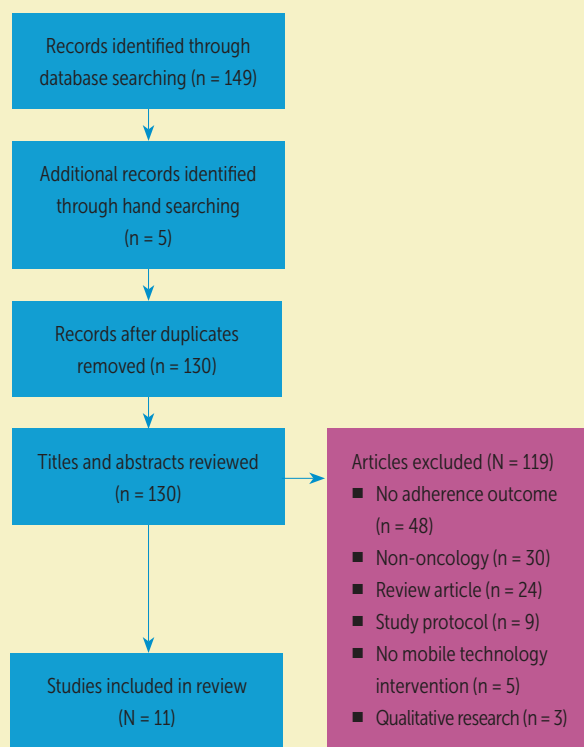 Records identified through
database searching (n = 149)
Additional records identified
through hand searching
(n = 5)
Records after duplicates
removed (n = 130)
Titles and abstracts reviewed
(n = 130)
Articles excluded (N = 119)
■ No adherence outcome
(n = 48)
■ Non-oncology (n = 30)
■ Review article (n = 24)
■ Study protocol (n = 9)
■ No mobile technology
intervention (n = 5)
■ Qualitative research (n = 3)
Studies included in review
(N = 11)